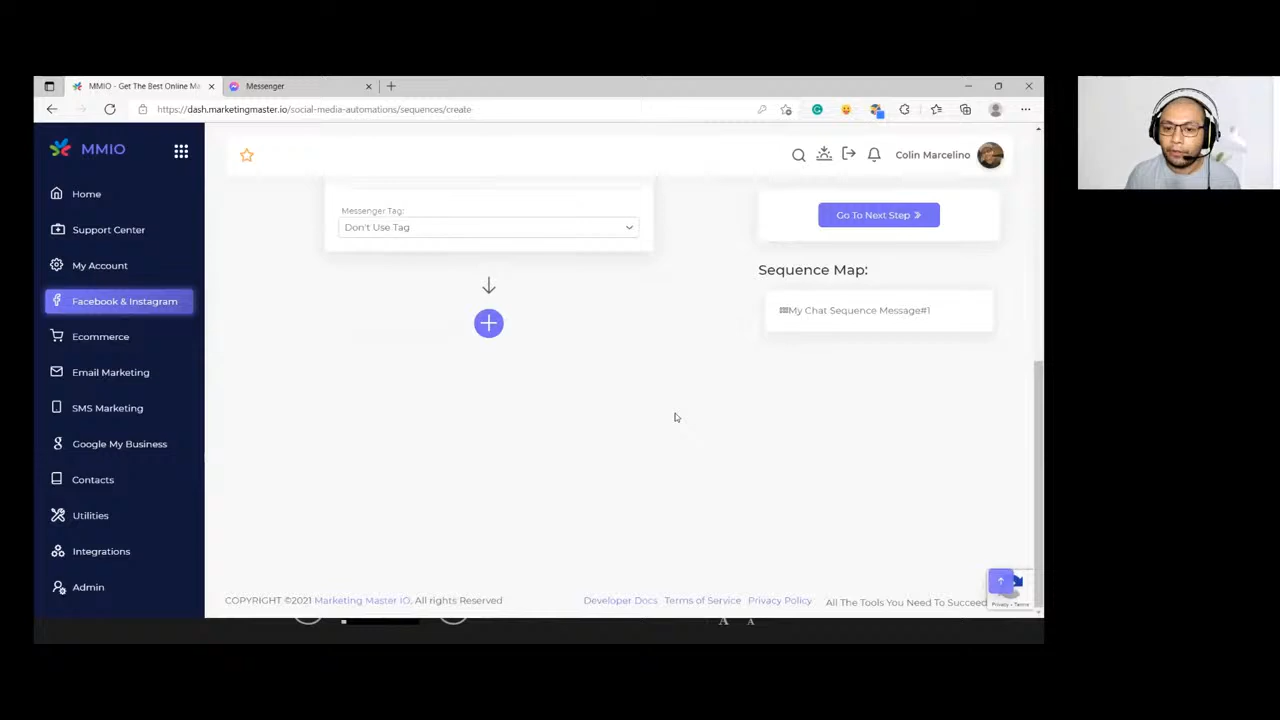 MMIO - Get The Best Online Ma
Messenger
https://dash.marketingmaster.io/social-media-automations/sequences/create
MMIO
Colin Marcelino
Home
Support Center
My Account
Facebook & Instagram
Ecommerce
Email Marketing
SMS Marketing
Google My Business
Contacts
Utilities
Integrations
Admin
Messenger Tag:
Don't Use Tag
Go To Next Step
Sequence Map:
My Chat Sequence Message#1
COPYRIGHT ©2021 Marketing Master IO, All rights Reserved
Developer Docs
Terms of Service
Privacy Policy
All The Tools You Need To Succeed
Privacy - Terms
A A